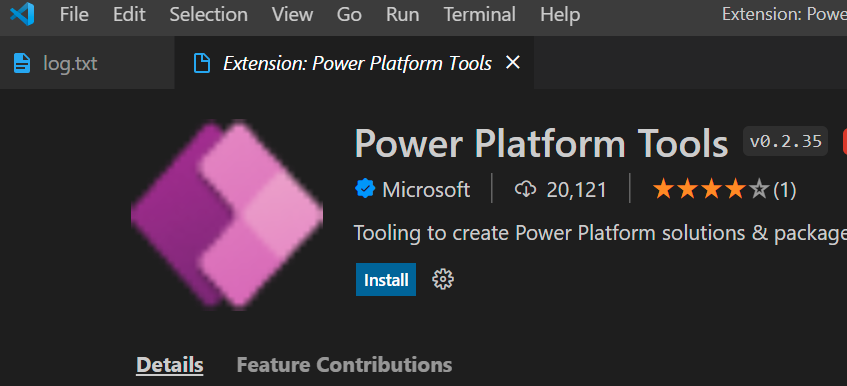 File Edit Selection View Go Run Terminal Help Extension: Powe
log.txt Extension: Power Platform Tools
Power Platform Tools v0.2.35
Microsoft 20,121 (1)
Tooling to create Power Platform solutions & package
Install
Details Feature Contributions